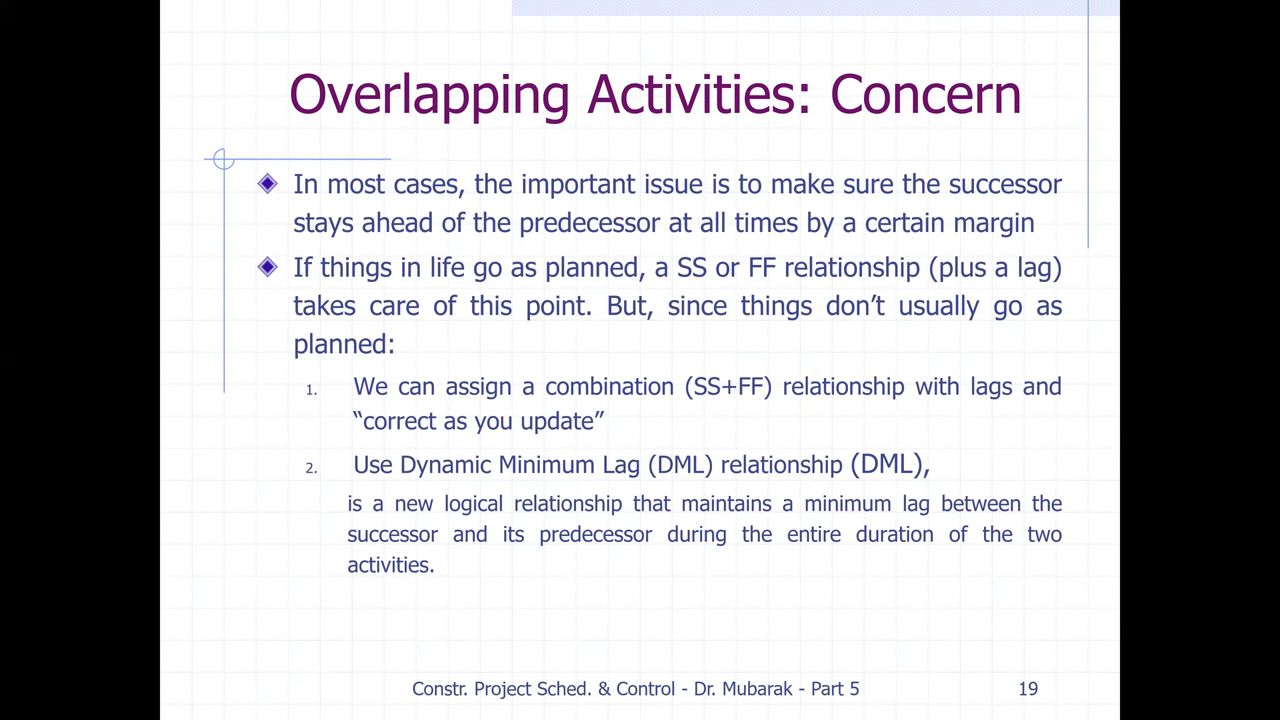 Overlapping Activities: Concern
In most cases, the important issue is to make sure the successor
stays ahead of the predecessor at all times by a certain margin
If things in life go as planned, a SS or FF relationship (plus a lag)
takes care of this point. But, since things don’t usually go as
planned:
1. We can assign a combination (SS+FF) relationship with lags and
“correct as you update”
2. Use Dynamic Minimum Lag (DML) relationship (DML),
is a new logical relationship that maintains a minimum lag between the
successor and its predecessor during the entire duration of the two
activities.
Constr. Project Sched. & Control - Dr. Mubarak - Part 5 19